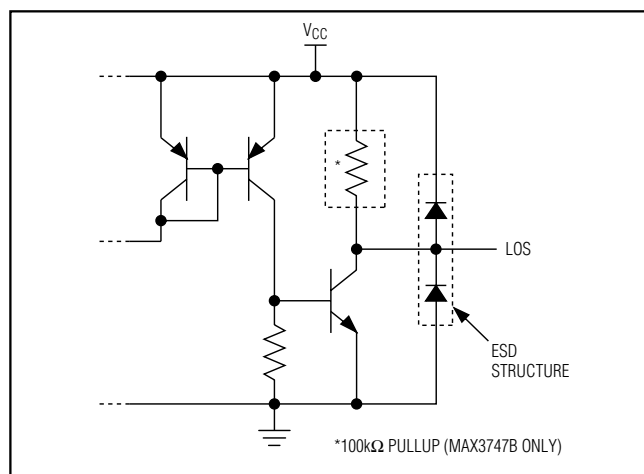 VCC
*
LOS
ESD
STRUCTURE
*100kΩ PULLUP (MAX3747B ONLY)